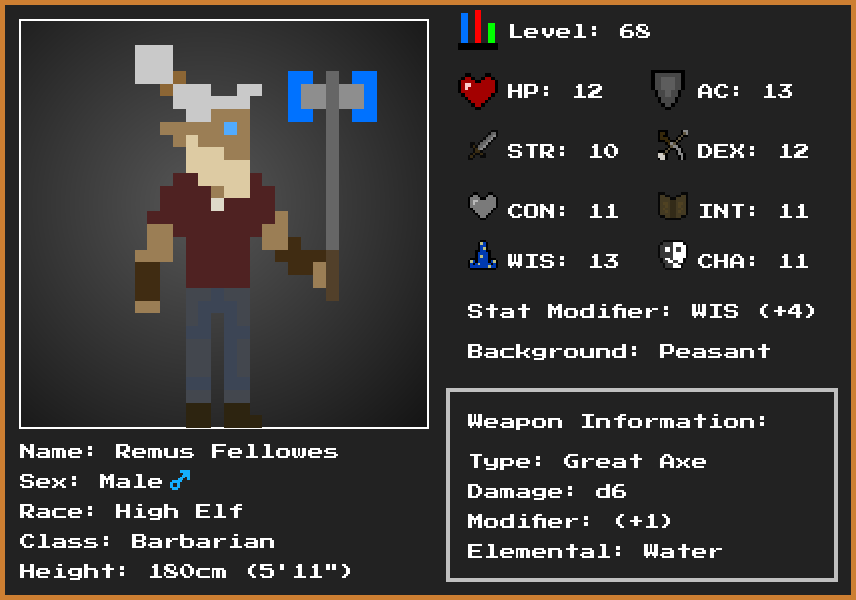 Level: 68
HP: 12
AC: 13
STR: 10
DEX: 12
CON: 11
INT: 11
WIS: 13
CHA: 11
Stat Modifier: WIS (+4)
Background: Peasant
Name: Remus Fellowes
Sex: Male♂
Race: High Elf
Class: Barbarian
Height: 180cm (5'11")
Weapon Information:
Type: Great Axe
Damage: d6
Modifier: (+1)
Elemental: Water